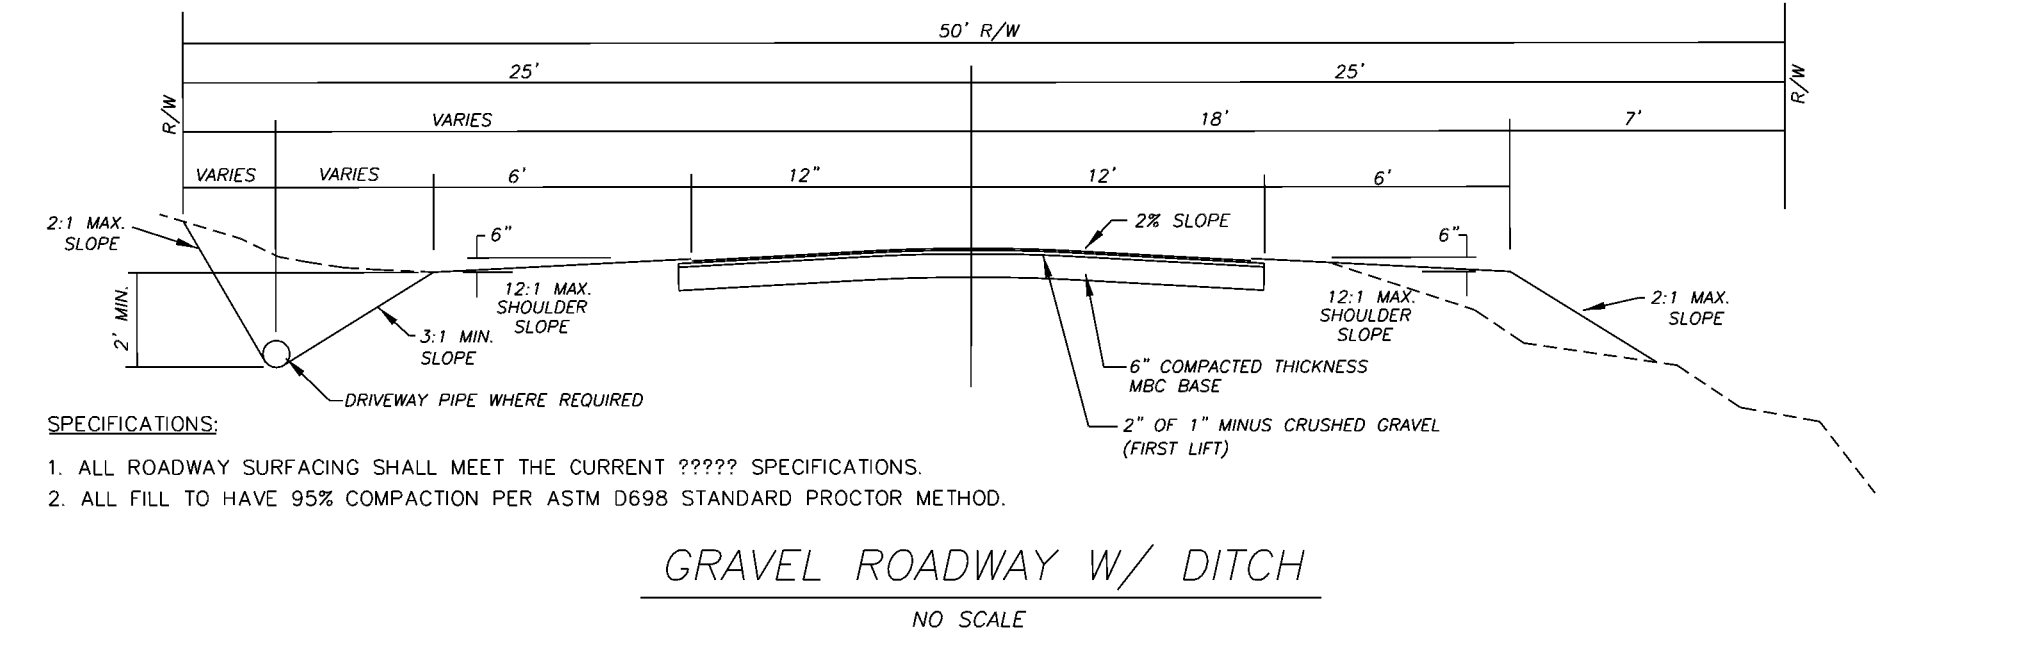 50' R/W
25'
25'
R/W
R/W
VARIES
18'
7'
VARIES
VARIES
6'
12"
12'
6'
2:1 MAX.
SLOPE
6"
2% SLOPE
6"
12:1 MAX.
SHOULDER
SLOPE
12:1 MAX.
SHOULDER
SLOPE
2:1 MAX.
SLOPE
2' MIN.
3:1 MIN.
SLOPE
6" COMPACTED THICKNESS
MBC BASE
DRIVEWAY PIPE WHERE REQUIRED
2" OF 1" MINUS CRUSHED GRAVEL
(FIRST LIFT)
SPECIFICATIONS:
1. ALL ROADWAY SURFACING SHALL MEET THE CURRENT ????? SPECIFICATIONS.
2. ALL FILL TO HAVE 95% COMPACTION PER ASTM D698 STANDARD PROCTOR METHOD.
GRAVEL ROADWAY W/ DITCH
NO SCALE